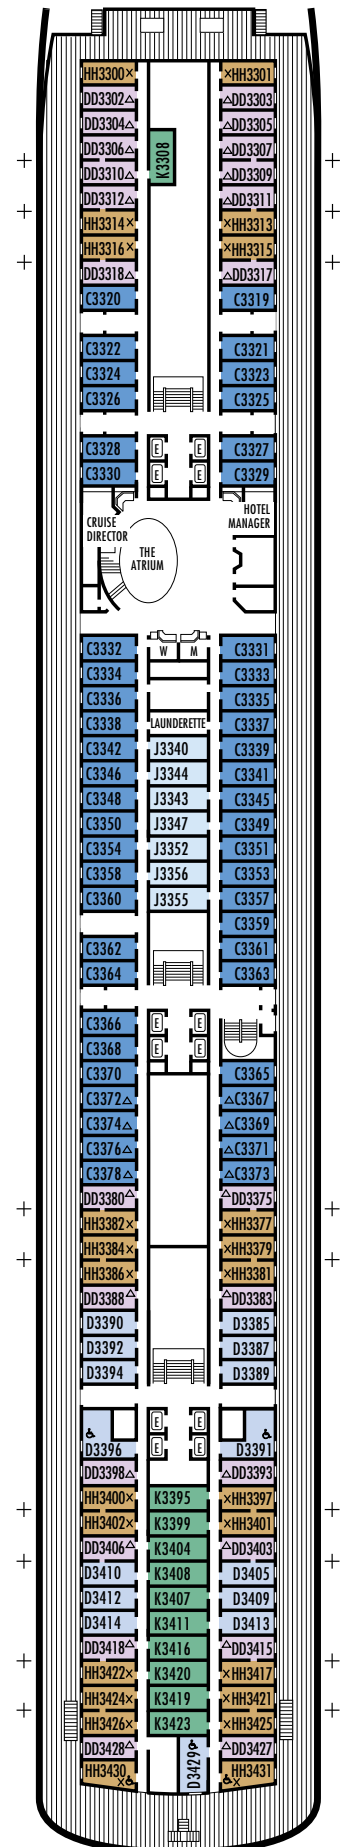 HH3300× ×HH3301
DD3302△ △DD3303
DD3304△ △DD3305
DD3306△ K3308 △DD3307
DD3310△ △DD3309
DD3312△ △DD3311
HH3314× ×HH3313
HH3316× ×HH3315
DD3318△ △DD3317
C3320 C3319
C3322 C3321
C3324 C3323
C3326 C3325
C3328 E E C3327
C3330 E E C3329
CRUISE DIRECTOR
HOTEL MANAGER
THE ATRIUM
C3332 W M C3331
C3334 C3333
C3336 C3335
C3338 LAUNDERETTE C3337
C3342 J3340 C3339
C3346 J3344 C3341
C3348 J3343 C3345
C3350 J3347 C3349
C3354 J3352 C3351
C3358 J3356 C3353
C3360 J3355 C3357
C3359
C3362 C3361
C3364 C3363
C3366 E E
C3368 E E
C3370 C3365
C3372△ △C3367
C3374△ △C3369
C3376△ △C3371
C3378△ △C3373
DD3380△ △DD3375
HH3382× ×HH3377
HH3384× ×HH3379
HH3386× ×HH3381
DD3388△ △DD3383
D3390 D3385
D3392 D3387
D3394 D3389
E E
D3396 E E D3391
DD3398△ △DD3393
HH3400× K3395 ×HH3397
HH3402× K3399 ×HH3401
DD3406△ K3404 △DD3403
D3410 K3408 D3405
D3412 K3407 D3409
D3414 K3411 D3413
DD3418△ K3416 △DD3415
HH3422× K3420 ×HH3417
HH3424× K3419 ×HH3421
HH3426× K3423 ×HH3425
DD3428△ D3429 △DD3427
HH3430 × HH3431 ×